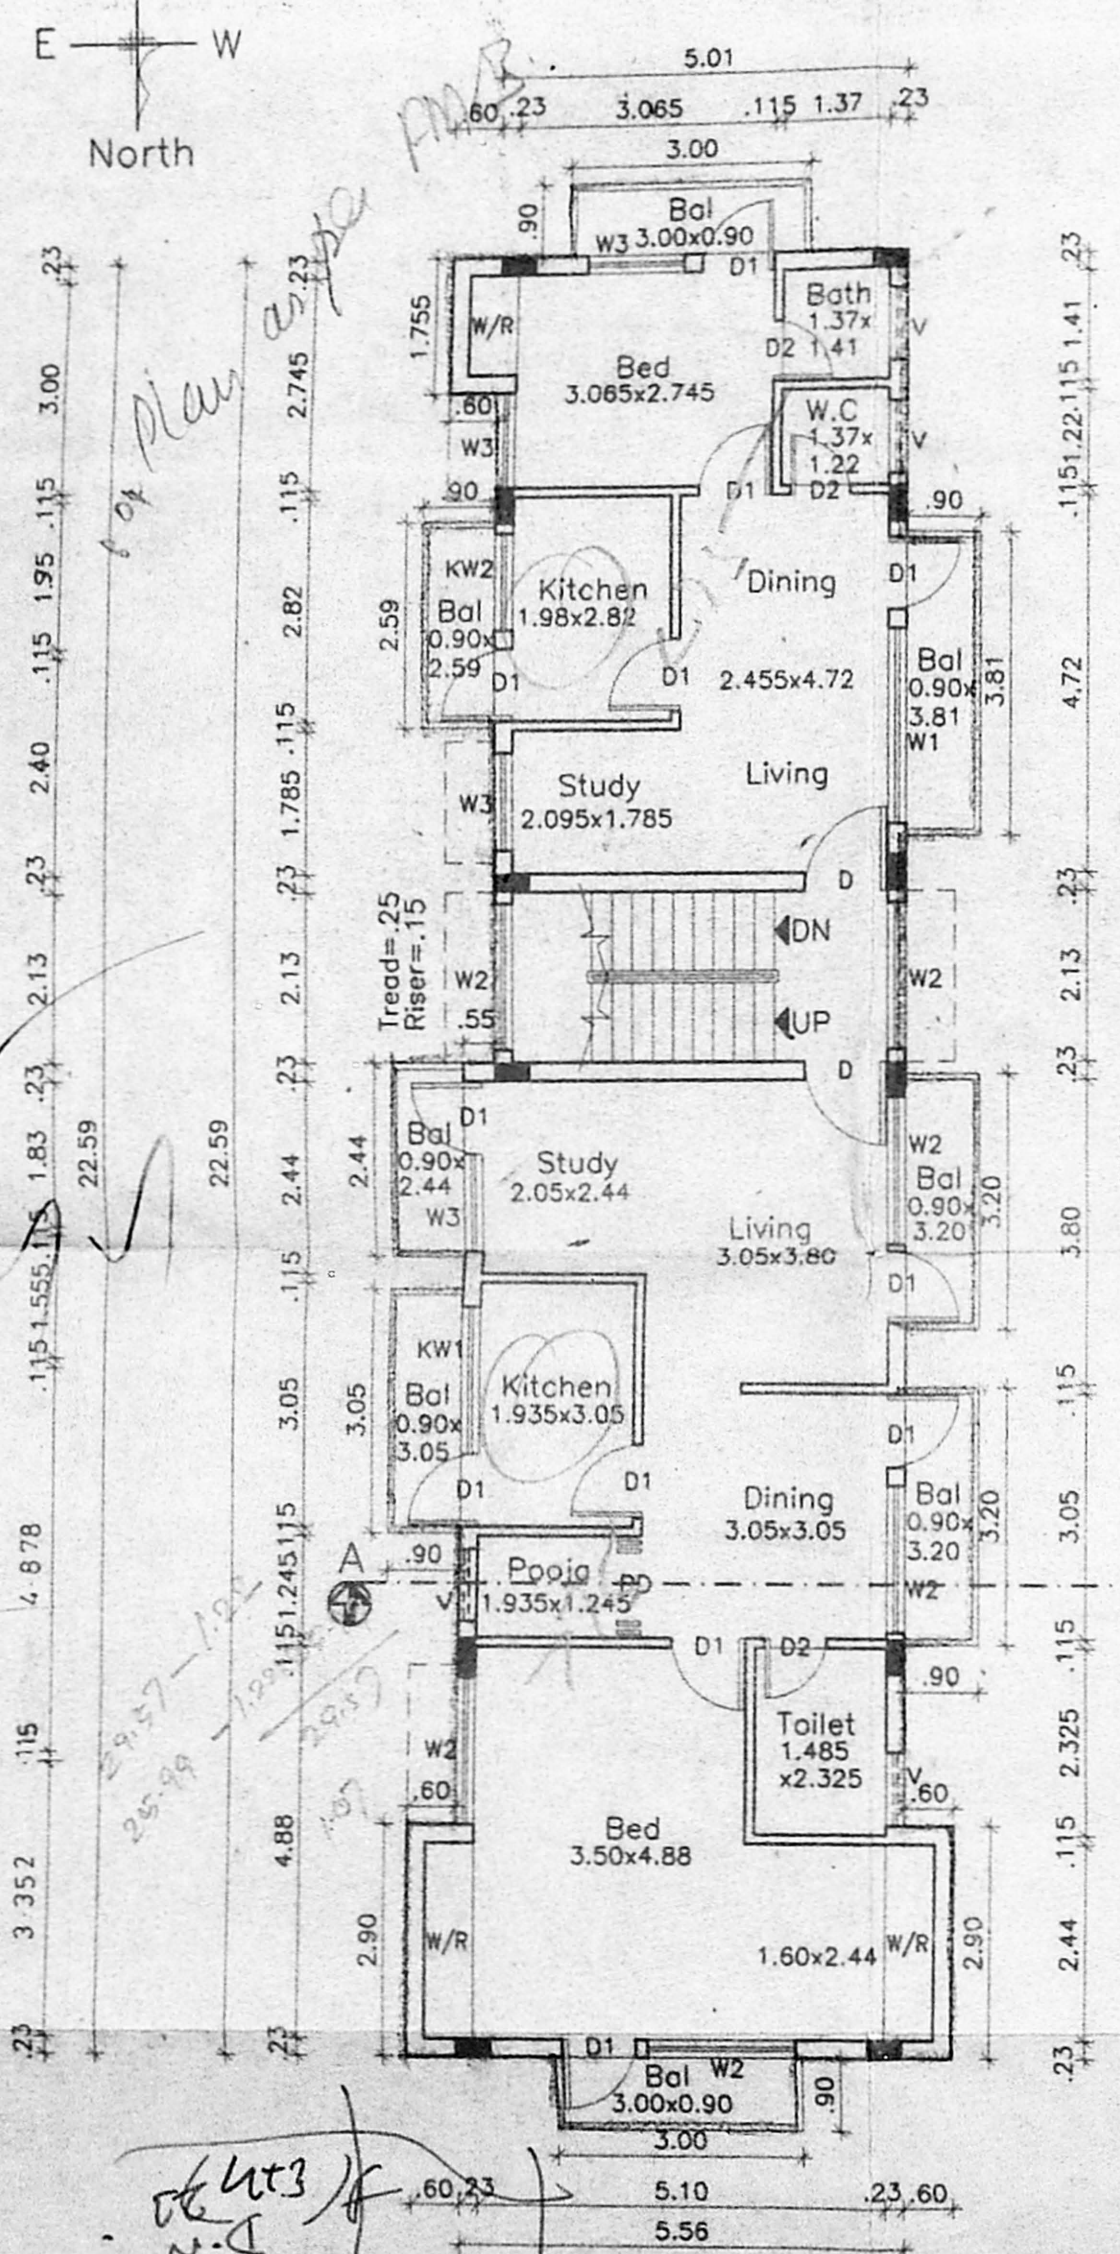 E W
North
5.01
.60 .23 3.065 .115 1.37 .23
3.00
.90
Bal
W3 3.00x0.90
D1
plan as per
.23
3.00
.115
1.95
.115
2.40
.23
2.13
.23
1.83
.115
1.555
.115
4.878
.115
3.352
.23
22.59
22.59
.23
2.745
.115
2.82
.115
1.785
.23
2.13
.23
2.44
.115
3.05
.115
1.245
.115
4.88
.23
1.755
W/R
.60
W3
.90
Bed
3.065x2.745
Bath
1.37x
1.41
D2
V
W.C
1.37x
1.22
V
D1 D2
.90
2.59
KW2
Bal
0.90x
2.59
D1
Kitchen
1.98x2.82
D1
Dining
2.455x4.72
Living
D1
Bal
0.90x
3.81
W1
3.81
W3
Study
2.095x1.785
D
Tread=.25
Riser=.15
W2
.55
DN
UP
W2
D
2.44
D1
Bal
0.90x
2.44
W3
Study
2.05x2.44
Living
3.05x3.80
W2
Bal
0.90x
3.20
3.20
D1
3.05
KW1
Bal
0.90x
3.05
D1
Kitchen
1.935x3.05
D1
Dining
3.05x3.05
D1
Bal
0.90x
3.20
W2
3.20
.90
A
V
Pooja
1.935x1.245
PD
D1 D2
.90
29.57 - 1.22
29.57
W2
.60
Toilet
1.485
x2.325
V
.60
Bed
3.50x4.88
2.90
W/R
1.60x2.44
W/R
2.90
D1
W2
Bal
3.00x0.90
.90
3.00
.60 .23 5.10 .23 .60
5.56
.23
1.41
.115
1.22
.115
4.72
.23
2.13
.23
3.80
.115
3.05
.115
2.325
.115
2.44
.23